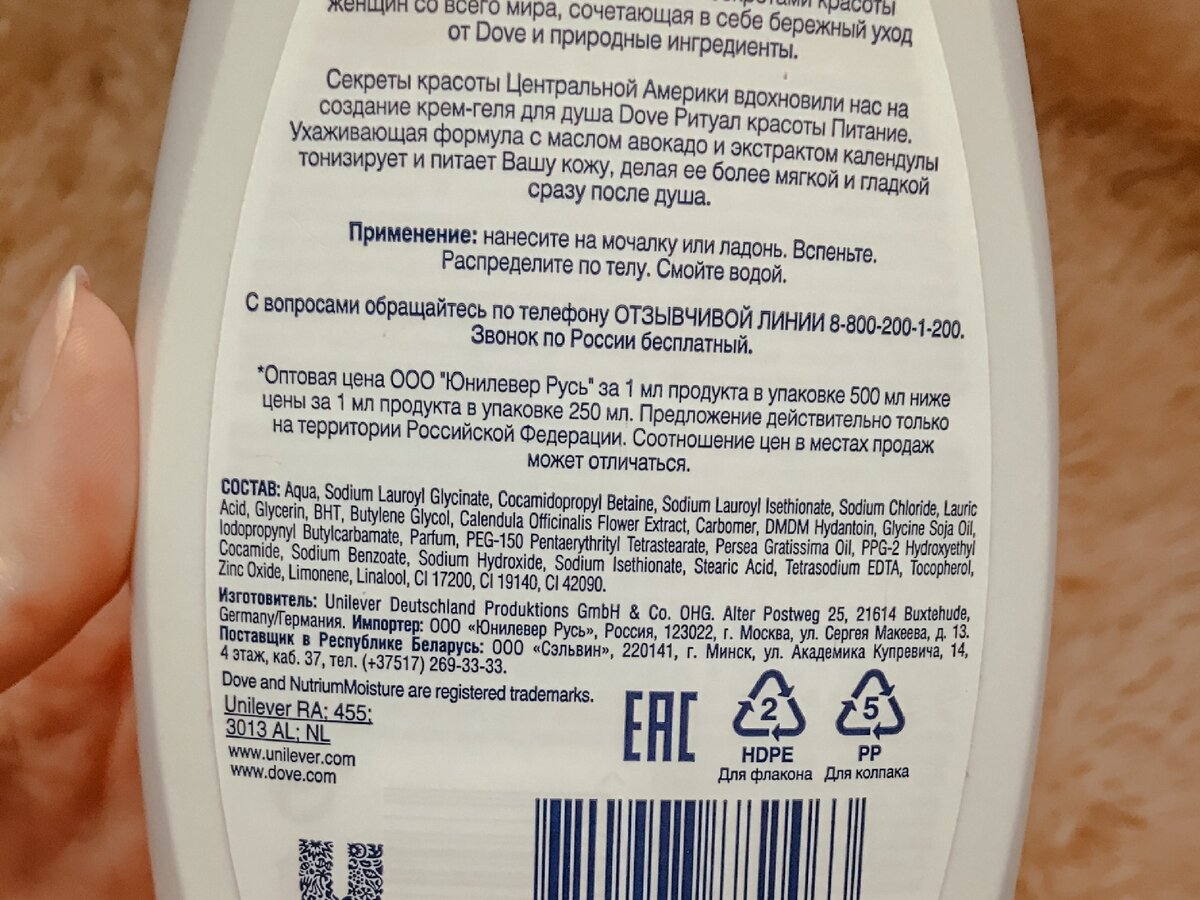 красоты
женщин со всего мира, сочетающая в себе бережный уход
от Dove и природные ингредиенты.
Секреты красоты Центральной Америки вдохновили нас на
создание крем-геля для душа Dove Ритуал красоты Питание.
Ухаживающая формула с маслом авокадо и экстрактом календулы
тонизирует и питает Вашу кожу, делая ее более мягкой и гладкой
сразу после душа.
Применение: нанесите на мочалку или ладонь. Вспеньте.
Распределите по телу. Смойте водой.
С вопросами обращайтесь по телефону ОТЗЫВЧИВОЙ ЛИНИИ 8-800-200-1-200.
Звонок по России бесплатный.
*Оптовая цена ООО "Юнилевер Русь" за 1 мл продукта в упаковке 500 мл ниже
цены за 1 мл продукта в упаковке 250 мл. Предложение действительно только
на территории Российской Федерации. Соотношение цен в местах продаж
может отличаться.
СОСТАВ: Aqua, Sodium Lauroyl Glycinate, Cocamidopropyl Betaine, Sodium Lauroyl Isethionate, Sodium Chloride, Lauric
Acid, Glycerin, BHT, Butylene Glycol, Calendula Officinalis Flower Extract, Carbomer, DMDM Hydantoin, Glycine Soja Oil,
Iodopropynyl Butylcarbamate, Parfum, PEG-150 Pentaerythrityl Tetrastearate, Persea Gratissima Oil, PPG-2 Hydroxyethyl
Cocamide, Sodium Benzoate, Sodium Hydroxide, Sodium Isethionate, Stearic Acid, Tetrasodium EDTA, Tocopherol,
Zinc Oxide, Limonene, Linalool, CI 17200, CI 19140, CI 42090.
Изготовитель: Unilever Deutschland Produktions GmbH & Co. OHG. Alter Postweg 25, 21614 Buxtehude,
Germany/Германия. Импортер: ООО «Юнилевер Русь», Россия, 123022, г. Москва, ул. Сергея Макеева, д. 13.
Поставщик в Республике Беларусь: ООО «Сэльвин», 220141, г. Минск, ул. Академика Купревича, 14,
4 этаж, каб. 37, тел. (+37517) 269-33-33.
Dove and NutriumMoisture are registered trademarks.
Unilever RA; 455;
3013 AL; NL
www.unilever.com
www.dove.com
EAC
2
5
HDPE
PP
Для флакона
Для колпака